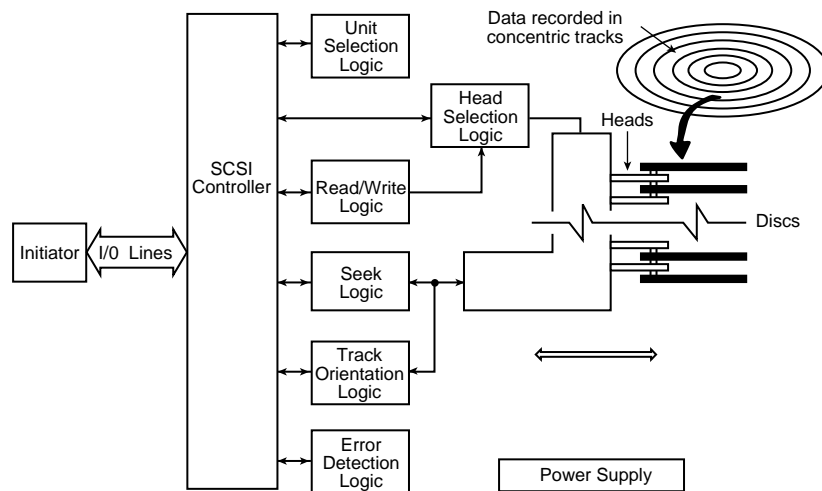 Data recorded in
concentric tracks
Unit
Selection
Logic
Head
Selection
Logic
Heads
SCSI
Controller
Read/Write
Logic
Initiator
I/0 Lines
Discs
Seek
Logic
Track
Orientation
Logic
Error
Detection
Logic
Power Supply